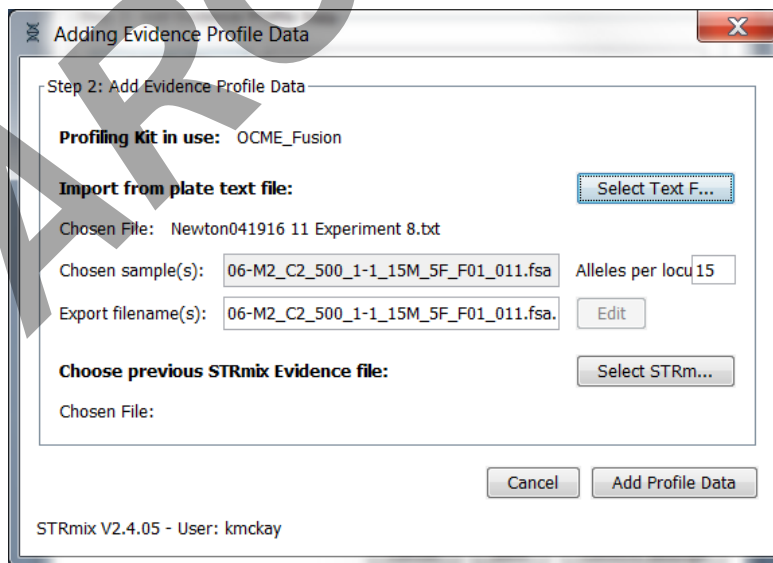 Adding Evidence Profile Data
Step 2: Add Evidence Profile Data
Profiling Kit in use: OCME_Fusion
Import from plate text file: Select Text F...
Chosen File: Newton041916 11 Experiment 8.txt
Chosen sample(s): 06-M2_C2_500_1-1_15M_5F_F01_011.fsa Alleles per locu 15
Export filename(s): 06-M2_C2_500_1-1_15M_5F_F01_011.fsa. Edit
Choose previous STRmix Evidence file: Select STRm...
Chosen File:
Cancel Add Profile Data
STRmix V2.4.05 - User: kmckay